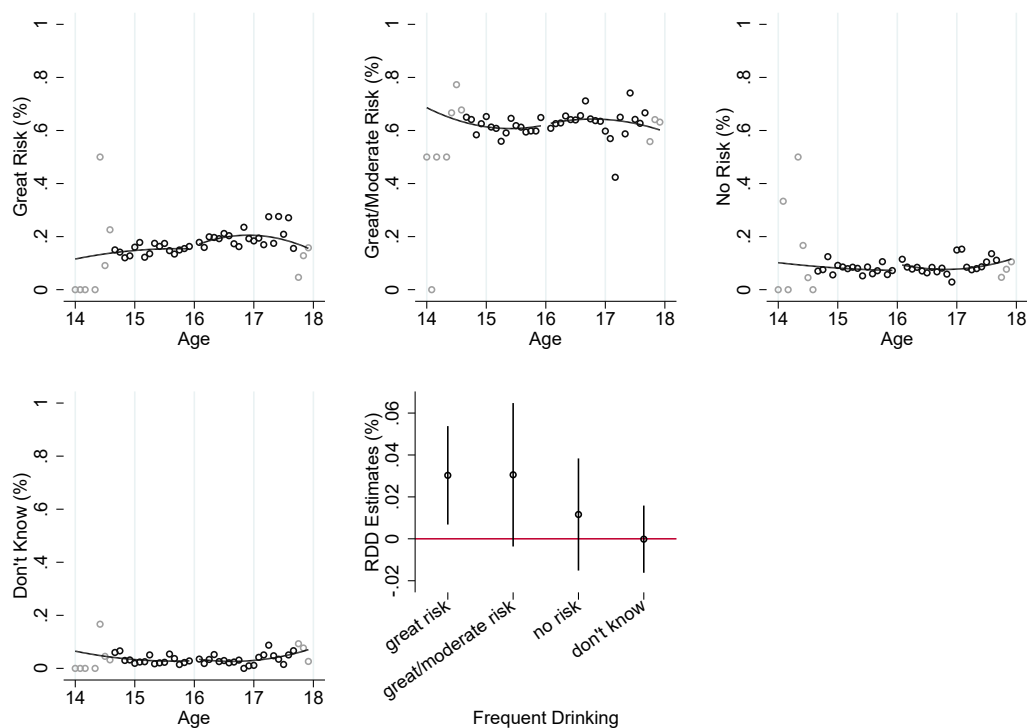 Great Risk (%)
1
.8
.6
.4
.2
0
14 15 16 17 18
Age
Great/Moderate Risk (%)
1
.8
.6
.4
.2
0
14 15 16 17 18
Age
No Risk (%)
1
.8
.6
.4
.2
0
14 15 16 17 18
Age
Don't Know (%)
1
.8
.6
.4
.2
0
14 15 16 17 18
Age
RDD Estimates (%)
.06
.04
.02
0
-.02
great risk
great/moderate risk
no risk
don't know
Frequent Drinking